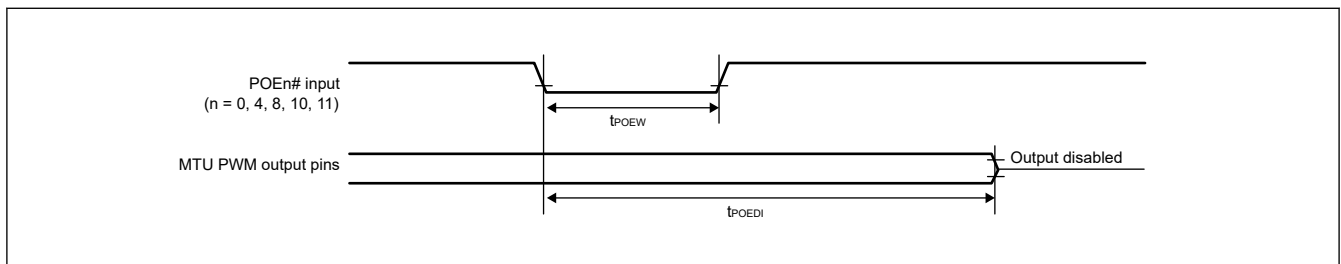 POEn# input
(n = 0, 4, 8, 10, 11)
tPOEW
MTU PWM output pins
Output disabled
tPOEDI